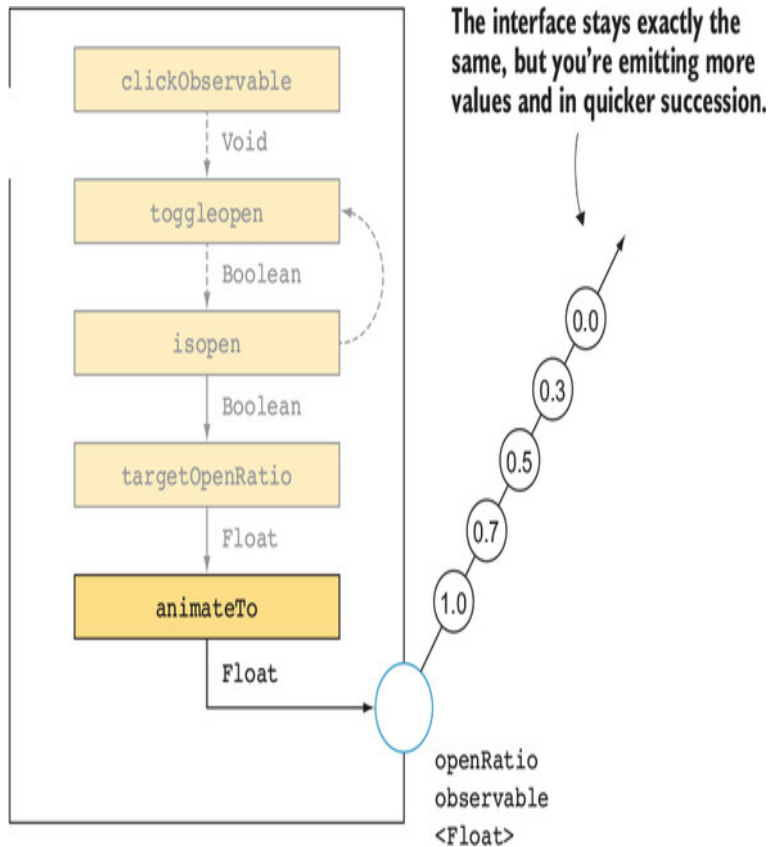 The interface stays exactly the
same, but you’re emitting more
values and in quicker succession.
clickObservable
Void
toggleopen
Boolean
isopen
Boolean
targetOpenRatio
Float
animateTo
Float
0.0
0.3
0.5
0.7
1.0
openRatio
observable
<Float>